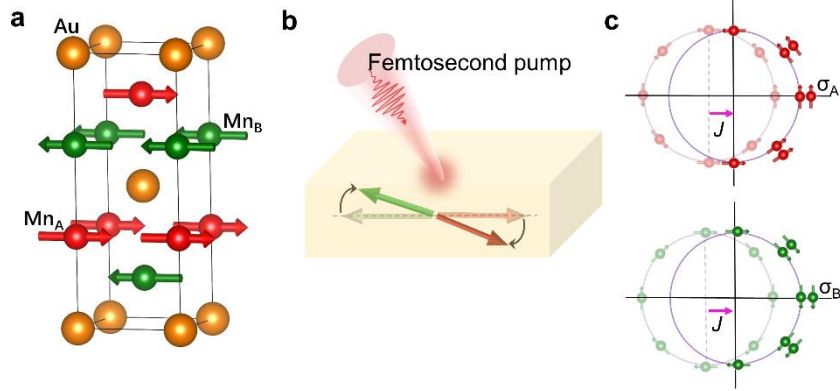 a
Au
Mn_B
Mn_A
b
Femtosecond pump
c
σ_A
J
σ_B
J